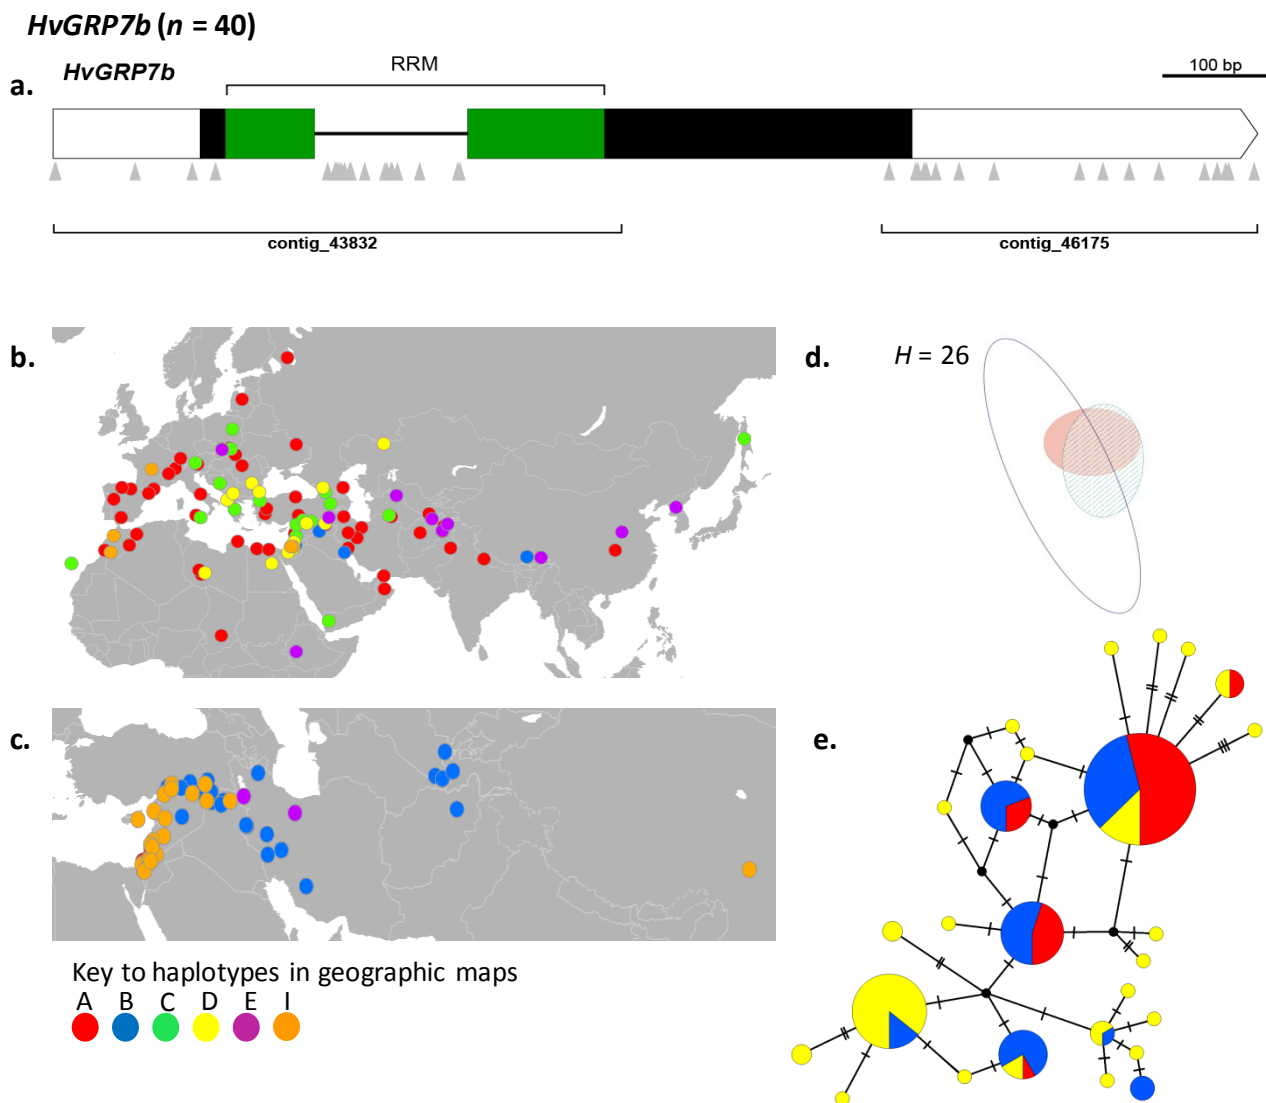 HvGRP7b (n = 40)
a.
HvGRP7b
RRM
100 bp
contig_43832
contig_46175
b.
d.
H = 26
c.
e.
Key to haplotypes in geographic maps
A B C D E I